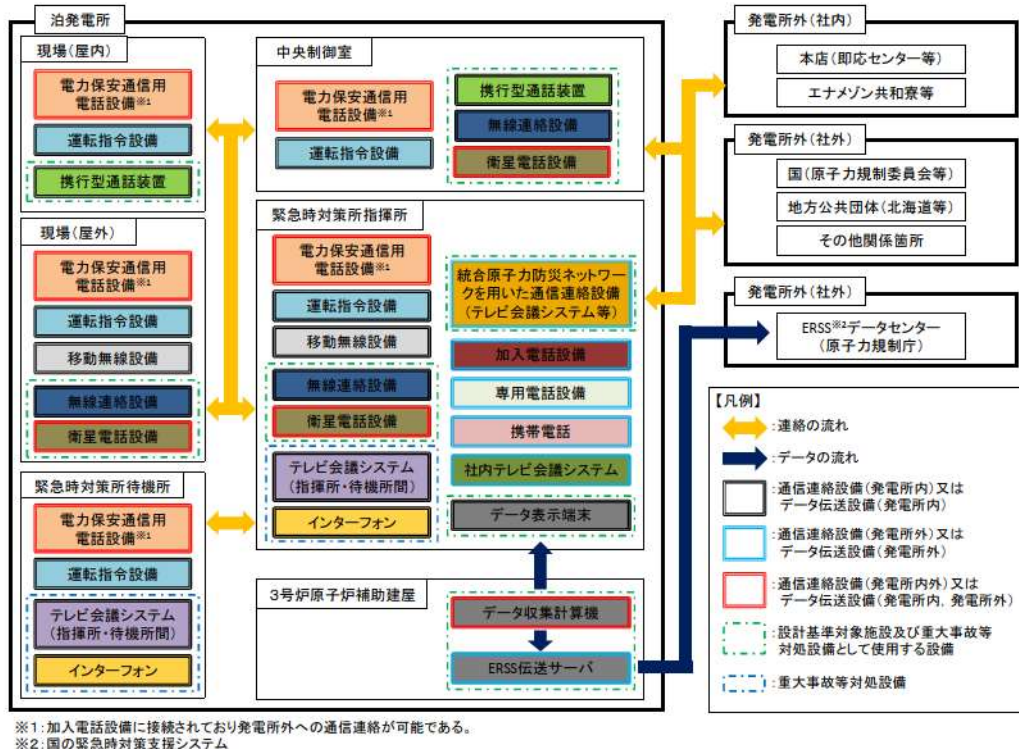 泊発電所
現場(屋内)
電力保安通信用
電話設備※1
運転指令設備
携行型通話装置
現場(屋外)
電力保安通信用
電話設備※1
運転指令設備
移動無線設備
無線連絡設備
衛星電話設備
緊急時対策所待機所
電力保安通信用
電話設備※1
運転指令設備
テレビ会議システム
(指揮所・待機所間)
インターフォン
中央制御室
電力保安通信用
電話設備※1
運転指令設備
携行型通話装置
無線連絡設備
衛星電話設備
緊急時対策所指揮所
電力保安通信用
電話設備※1
運転指令設備
移動無線設備
無線連絡設備
衛星電話設備
テレビ会議システム
(指揮所・待機所間)
インターフォン
統合原子力防災ネットワー
クを用いた通信連絡設備
(テレビ会議システム等)
加入電話設備
専用電話設備
携帯電話
社内テレビ会議システム
データ表示端末
3号炉原子炉補助建屋
データ収集計算機
ERSS伝送サーバ
発電所外(社内)
本店(即応センター等)
エナメゾン共和寮等
発電所外(社外)
国(原子力規制委員会等)
地方公共団体(北海道等)
その他関係箇所
発電所外(社外)
ERSS※2データセンター
(原子力規制庁)
【凡例】
:連絡の流れ
:データの流れ
:通信連絡設備(発電所内)又は
データ伝送設備(発電所内)
:通信連絡設備(発電所外)又は
データ伝送設備(発電所外)
:通信連絡設備(発電所内外)又は
データ伝送設備(発電所内,発電所外)
:設計基準対象施設及び重大事故等
対処設備として使用する設備
:重大事故等対処設備
※1:加入電話設備に接続されており発電所外への通信連絡が可能である。
※2:国の緊急時対策支援システム